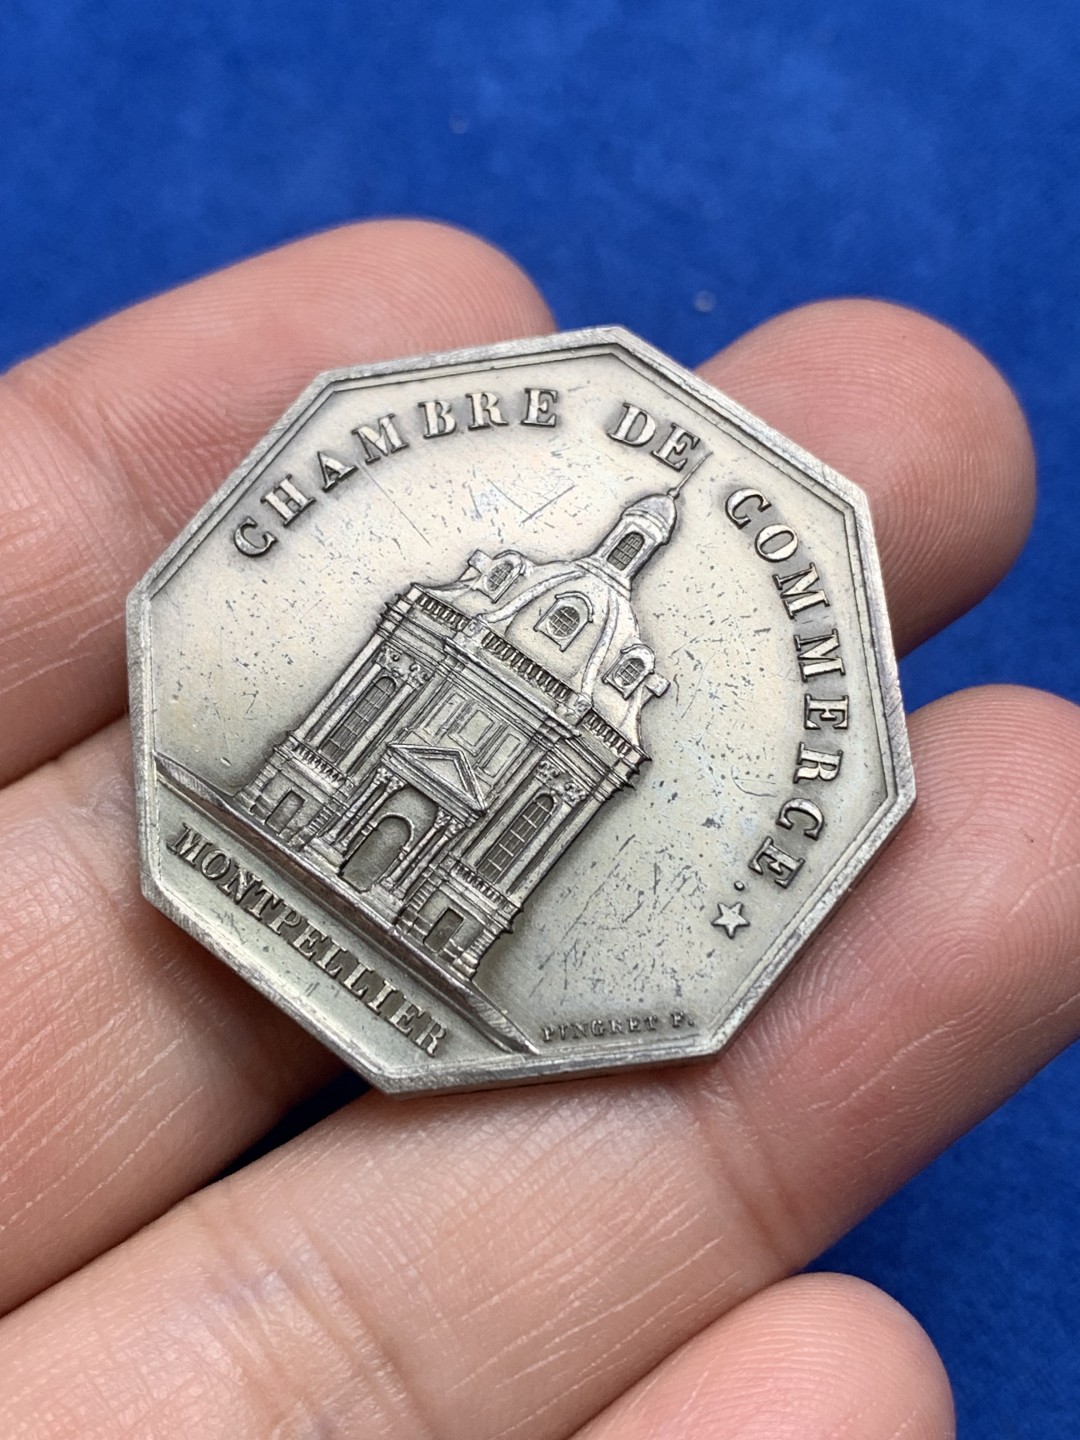 CHAMBRE DE COMMERCE.
MONTPELLIER
PINGRET F.